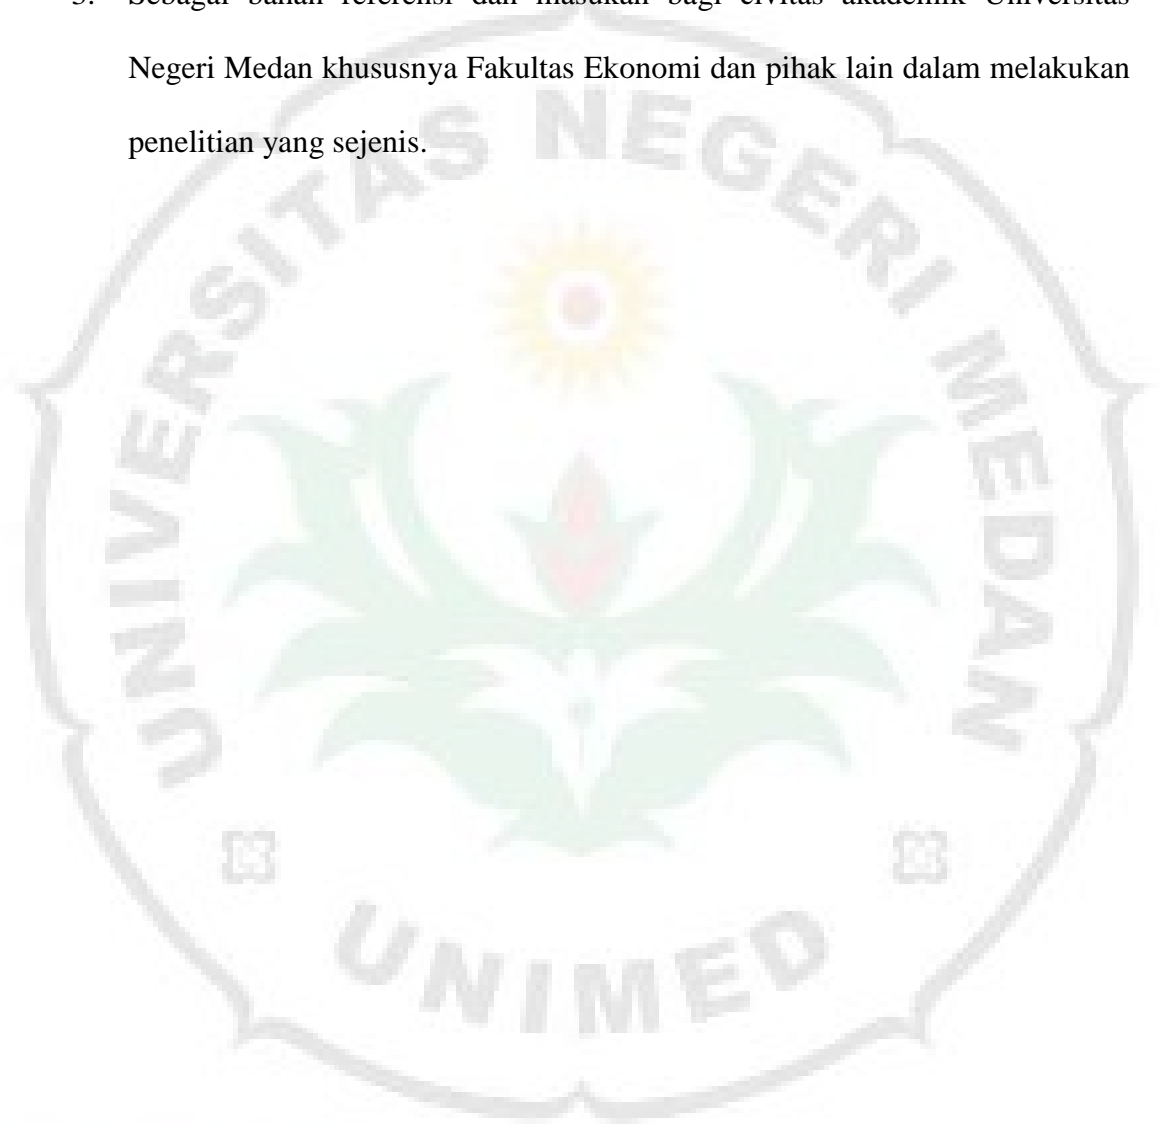 3. Sebagai bahan referensi dan masukan bagi civitas akademik Universitas
Negeri Medan khususnya Fakultas Ekonomi dan pihak lain dalam melakukan
penelitian yang sejenis.
UNIVERSITAS NEGERI MEDAN
UNIMED